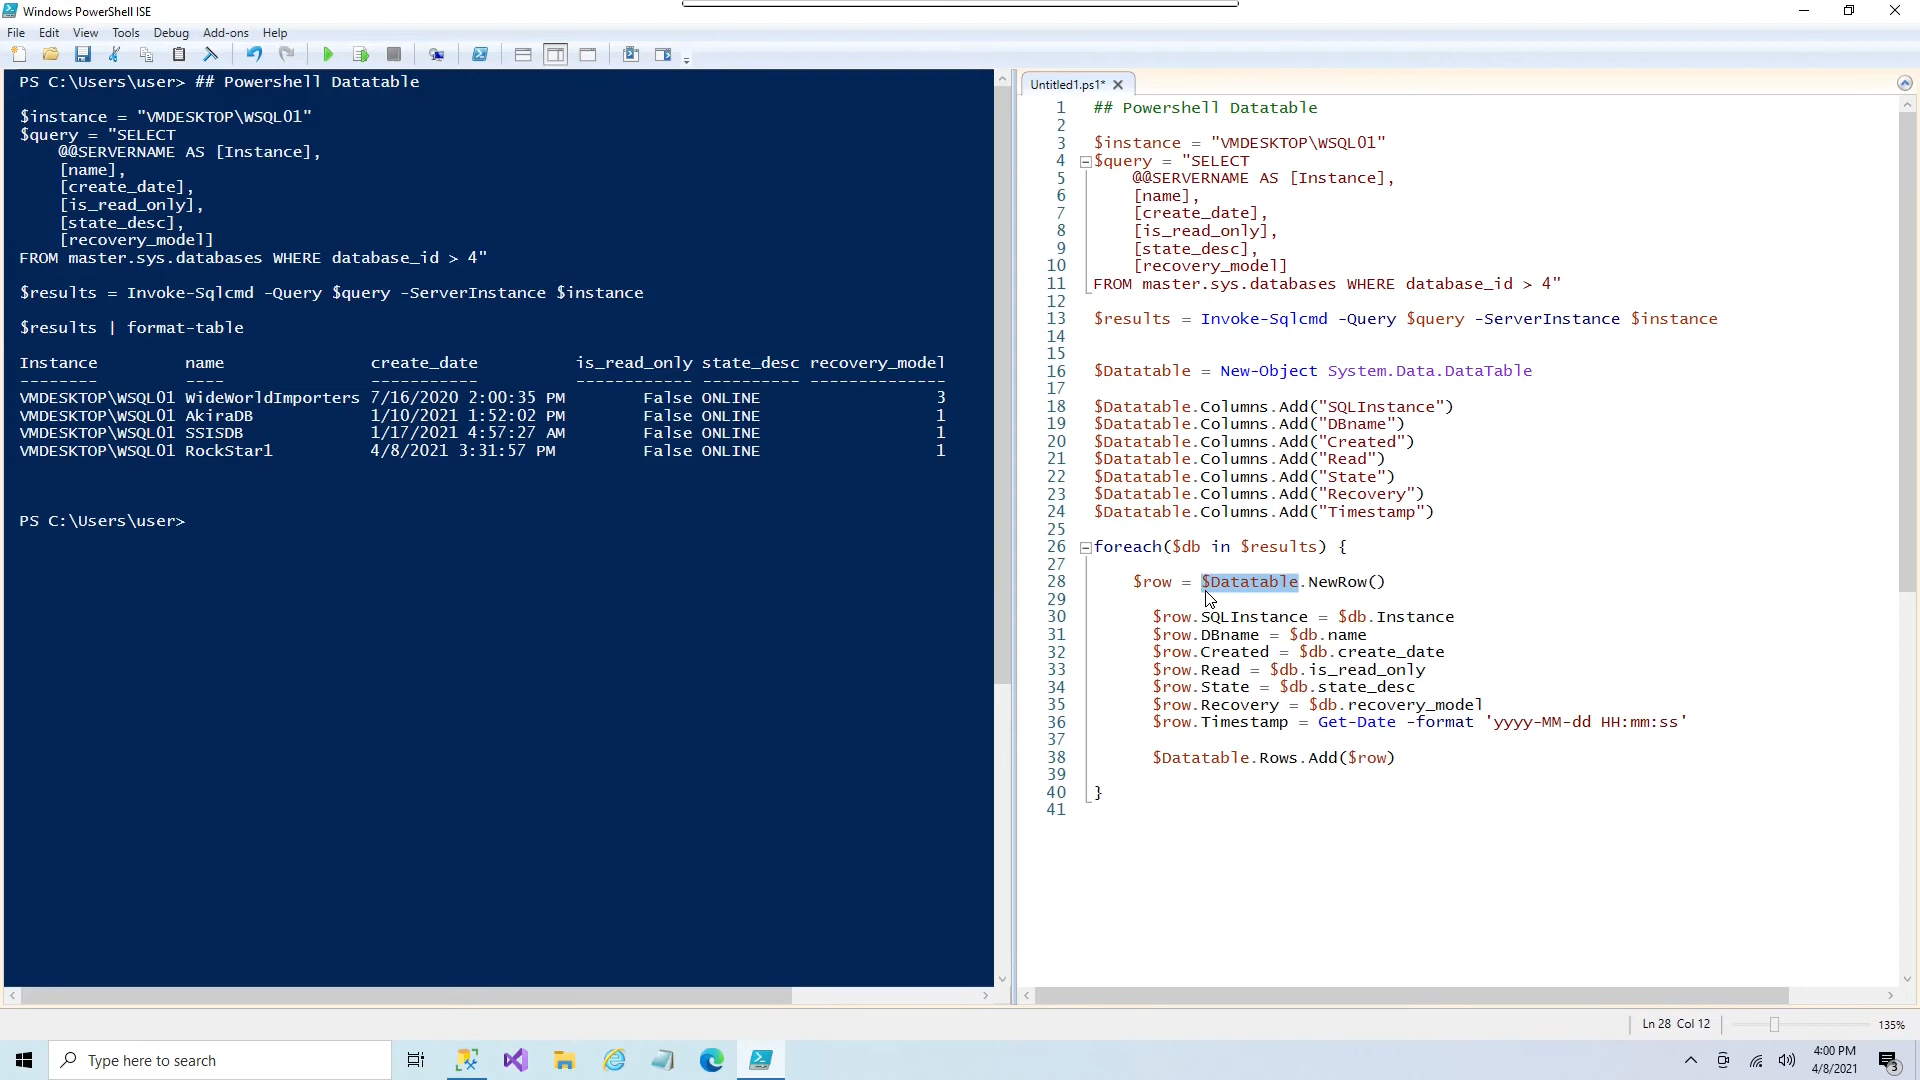 Windows PowerShell ISE
File Edit View Tools Debug Add-ons Help
PS C:\Users\user> ## Powershell Datatable
$instance = "VMDESKTOP\WSQL01"
$query = "SELECT
@@SERVERNAME AS [Instance],
[name],
[create_date],
[is_read_only],
[state_desc],
[recovery_model]
FROM master.sys.databases WHERE database_id > 4"
$results = Invoke-Sqlcmd -Query $query -ServerInstance $instance
$results | format-table
Instance name create_date is_read_only state_desc recovery_model
-------- ---- ----------- ------------ ---------- --------------
VMDESKTOP\WSQL01 WideWorldImporters 7/16/2020 2:00:35 PM False ONLINE 3
VMDESKTOP\WSQL01 AkiraDB 1/10/2021 1:52:02 PM False ONLINE 1
VMDESKTOP\WSQL01 SSISDB 1/17/2021 4:57:27 AM False ONLINE 1
VMDESKTOP\WSQL01 RockStar1 4/8/2021 3:31:57 PM False ONLINE 1
PS C:\Users\user>
Untitled1.ps1*
1 ## Powershell Datatable
2
3 $instance = "VMDESKTOP\WSQL01"
4 $query = "SELECT
5 @@SERVERNAME AS [Instance],
6 [name],
7 [create_date],
8 [is_read_only],
9 [state_desc],
10 [recovery_model]
11 FROM master.sys.databases WHERE database_id > 4"
12
13 $results = Invoke-Sqlcmd -Query $query -ServerInstance $instance
14
15
16 $Datatable = New-Object System.Data.DataTable
17
18 $Datatable.Columns.Add("SQLInstance")
19 $Datatable.Columns.Add("DBname")
20 $Datatable.Columns.Add("Created")
21 $Datatable.Columns.Add("Read")
22 $Datatable.Columns.Add("State")
23 $Datatable.Columns.Add("Recovery")
24 $Datatable.Columns.Add("Timestamp")
25
26 foreach($db in $results) {
27
28 $row = $Datatable.NewRow()
29
30 $row.SQLInstance = $db.Instance
31 $row.DBname = $db.name
32 $row.Created = $db.create_date
33 $row.Read = $db.is_read_only
34 $row.State = $db.state_desc
35 $row.Recovery = $db.recovery_model
36 $row.Timestamp = Get-Date -format 'yyyy-MM-dd HH:mm:ss'
37
38 $Datatable.Rows.Add($row)
39
40 }
41
Ln 28 Col 12 135%
Type here to search
4:00 PM
4/8/2021
3